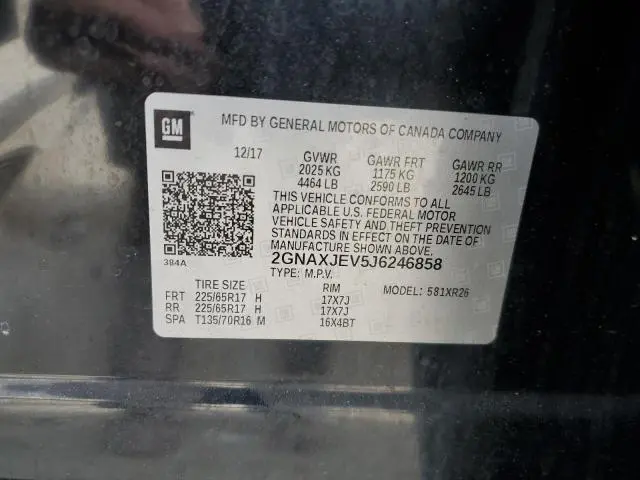 GM
MFD BY GENERAL MOTORS OF CANADA COMPANY
12/17 GVWR GAWR FRT GAWR RR
2025 KG 1175 KG 1200 KG
4464 LB 2590 LB 2645 LB
THIS VEHICLE CONFORMS TO ALL
APPLICABLE U.S. FEDERAL MOTOR
VEHICLE SAFETY AND THEFT PREVENTION
STANDARDS IN EFFECT ON THE DATE OF
MANUFACTURE SHOWN ABOVE.
384A 2GNAXJEV5J6246858
TYPE: M.P.V.
TIRE SIZE RIM MODEL: 581XR26
FRT 225/65R17 H 17X7J
RR 225/65R17 H 17X7J
SPA T135/70R16 M 16X4BT